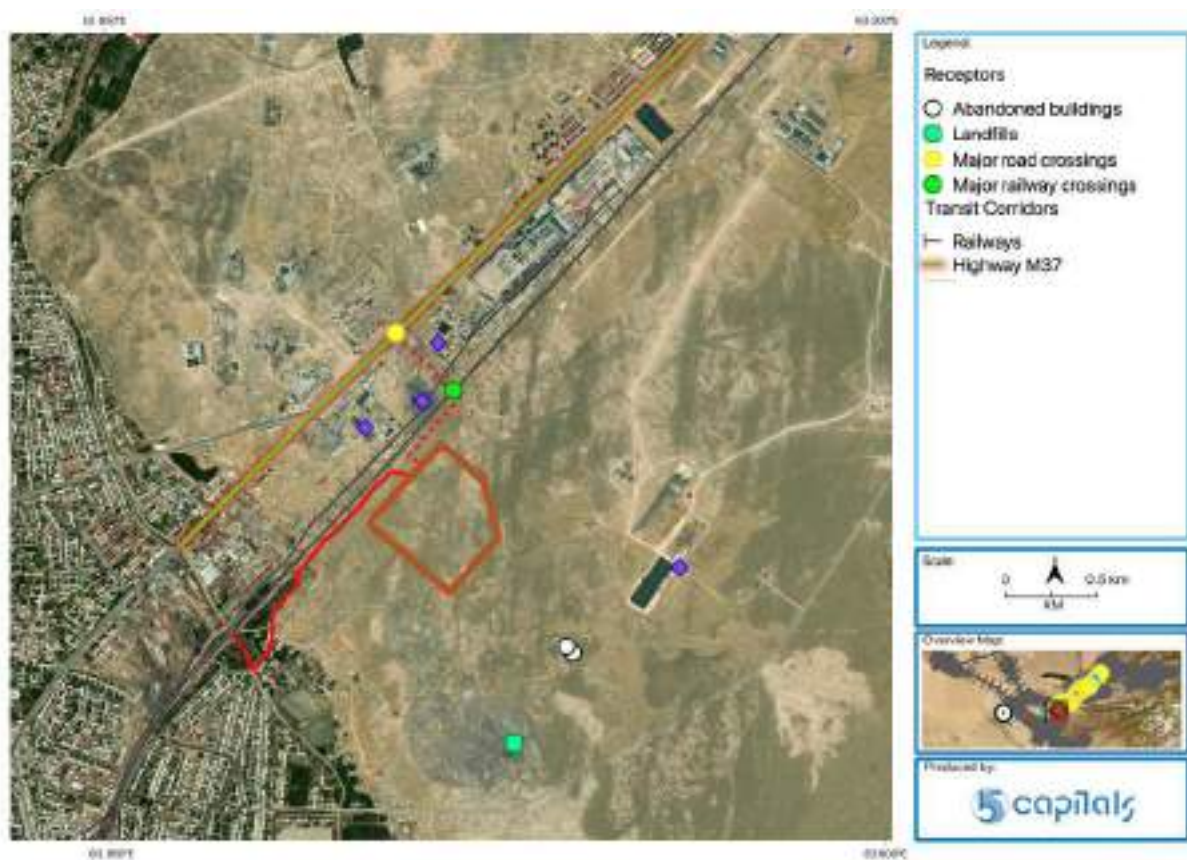 Legend
Receptors
Abandoned buildings
Landfills
Major road crossings
Major railway crossings
Transit Corridors
Railways
Highway M37
Scale
0 0.5 km
KM
Overview Map:
Produced by:
5 capitals